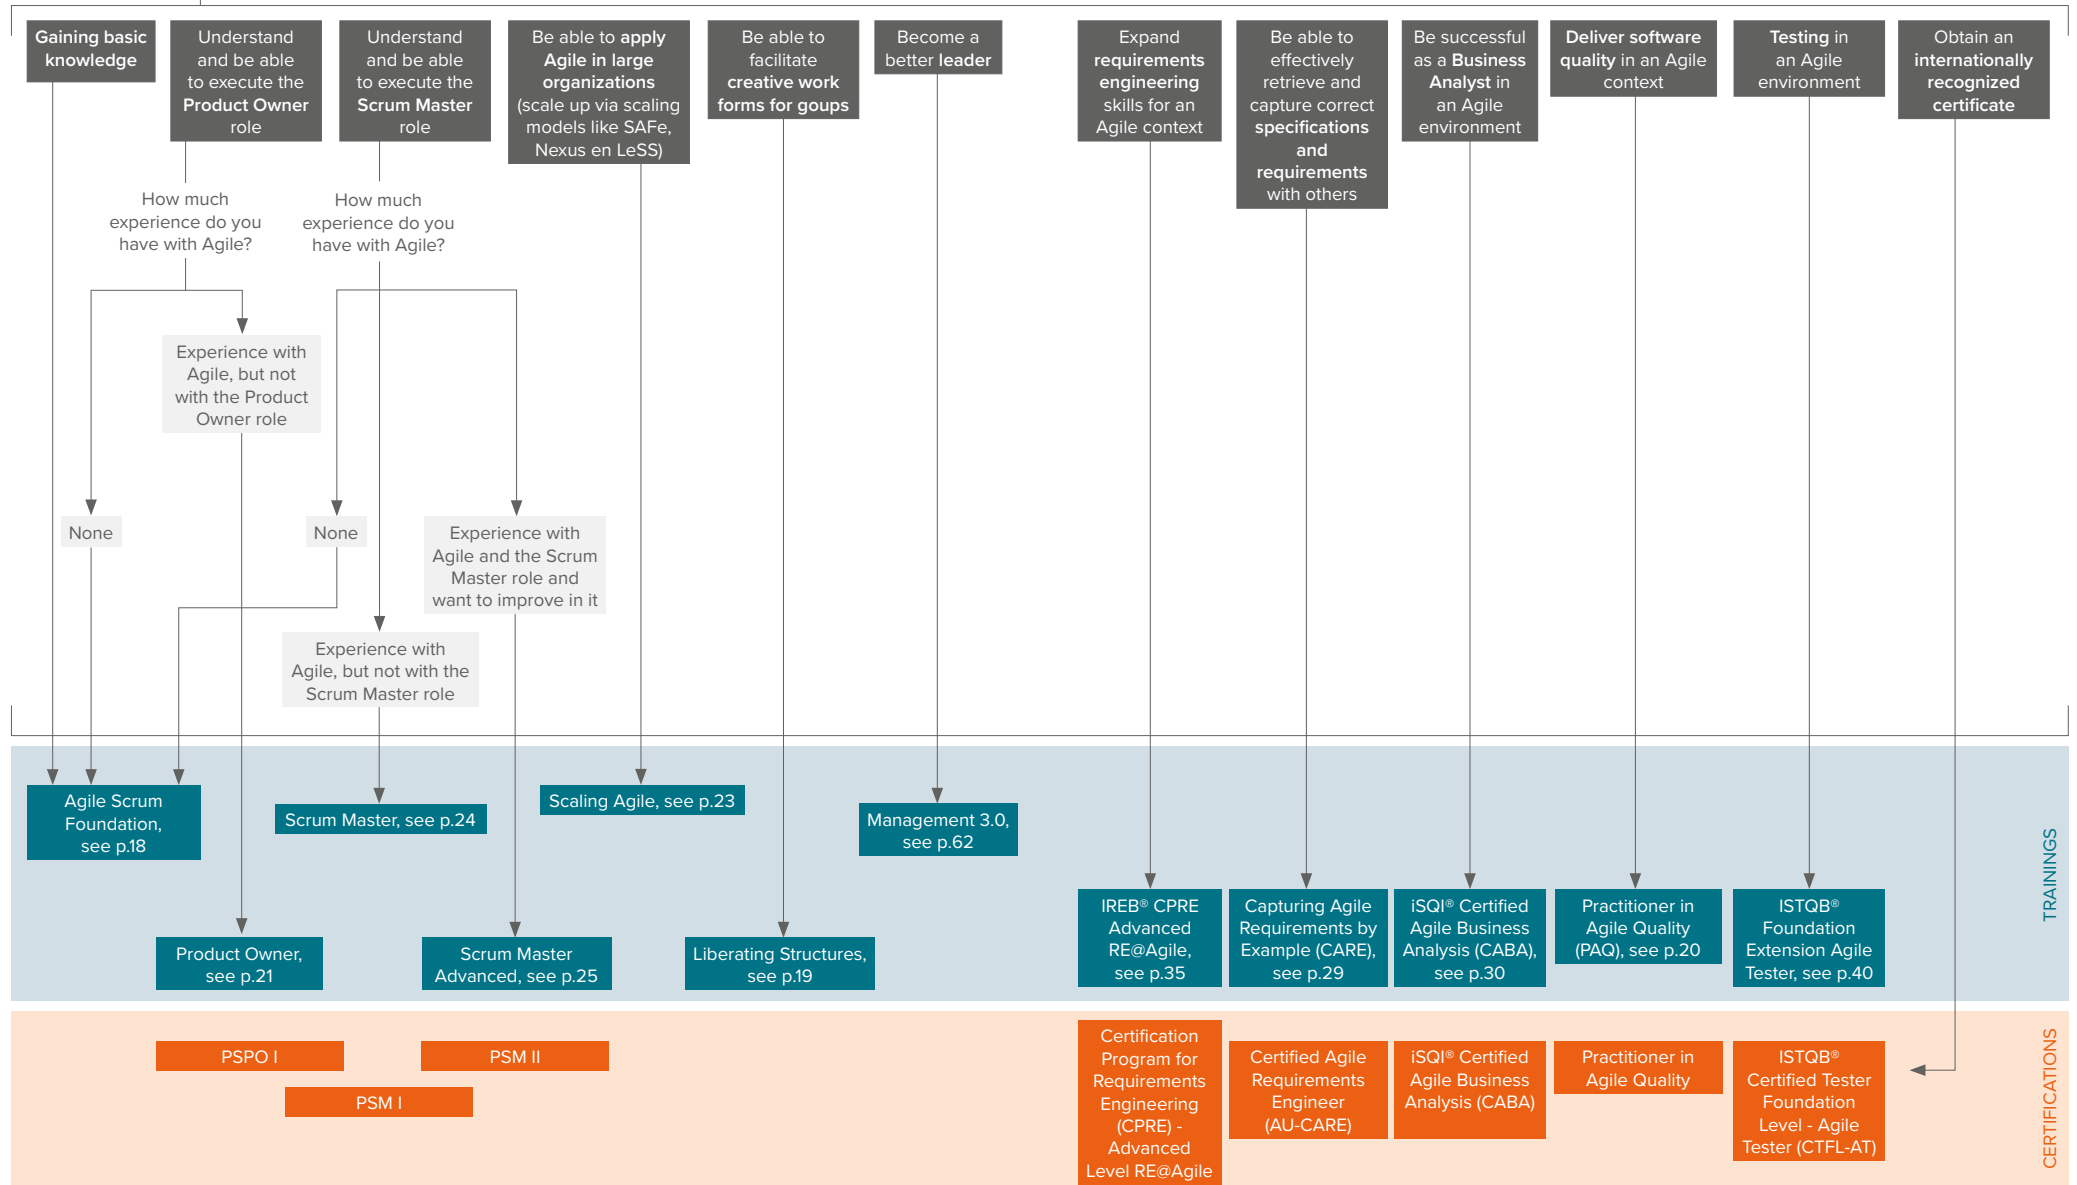 Gaining basic
knowledge
Understand
and be able
to execute the
Product Owner
role
Understand
and be able
to execute the
Scrum Master
role
Be able to apply
Agile in large
organizations
(scale up via scaling
models like SAFe,
Nexus en LeSS)
Be able to
facilitate
creative work
forms for goups
Become a
better leader
Expand
requirements
engineering
skills for an
Agile context
Be able to
effectively
retrieve and
capture correct
specifications
and
requirements
with others
Be successful
as a Business
Analyst in
an Agile
environment
Deliver software
quality in an Agile
context
Testing in
an Agile
environment
Obtain an
internationally
recognized
certificate
How much
experience do you
have with Agile?
How much
experience do you
have with Agile?
Experience with
Agile, but not
with the Product
Owner role
None
None
Experience with
Agile and the Scrum
Master role and
want to improve in it
Experience with
Agile, but not with the
Scrum Master role
Agile Scrum
Foundation,
see p.18
Scrum Master, see p.24
Scaling Agile, see p.23
Management 3.0,
see p.62
Product Owner,
see p.21
Scrum Master
Advanced, see p.25
Liberating Structures,
see p.19
IREB® CPRE
Advanced
RE@Agile,
see p.35
Capturing Agile
Requirements by
Example (CARE),
see p.29
iSQI® Certified
Agile Business
Analysis (CABA),
see p.30
Practitioner in
Agile Quality
(PAQ), see p.20
ISTQB®
Foundation
Extension Agile
Tester, see p.40
TRAININGS
PSPO I
PSM I
PSM II
Certification
Program for
Requirements
Engineering
(CPRE) -
Advanced
Level RE@Agile
Certified Agile
Requirements
Engineer
(AU-CARE)
iSQI® Certified
Agile Business
Analysis (CABA)
Practitioner in
Agile Quality
ISTQB®
Certified Tester
Foundation
Level - Agile
Tester (CTFL-AT)
CERTIFICATIONS